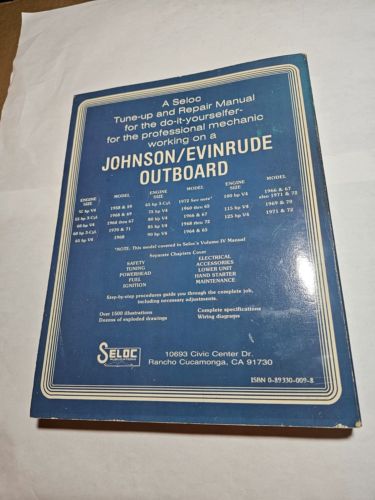 A Seloc
Tune-up and Repair Manual
for the do-it-yourselfer-
for the professional mechanic
working on a
JOHNSON/EVINRUDE
OUTBOARD
ENGINE SIZE MODEL ENGINE SIZE MODEL ENGINE SIZE MODEL
50 hp V4 1958 & 59 65 hp 3-Cyl. 1972 See note* 100 hp V4 1966 & 67
55 hp 3-Cyl. 1968 & 69 75 hp V4 1960 thru 65 also 1971 & 72
60 hp V4 1964 thru 67 80 hp V4 1966 & 67 115 hp V4 1969 & 70
60 hp 3-Cyl. 1970 & 71 85 hp V4 1968 thru 72 125 hp V4 1971 & 72
65 hp V4 1968 90 hp V4 1964 & 65
*NOTE: This model covered in Seloc's Volume IV Manual
Separate Chapters Cover
SAFETY ELECTRICAL
TUNING ACCESSORIES
POWERHEAD LOWER UNIT
FUEL HAND STARTER
IGNITION MAINTENANCE
Step-by-step procedures guide you through the complete job,
including necessary adjustments.
Over 1500 illustrations Complete specifications
Dozens of exploded drawings Wiring diagrams
SELOC
10693 Civic Center Dr.
Rancho Cucamonga, CA 91730
ISBN 0-89330-009-8